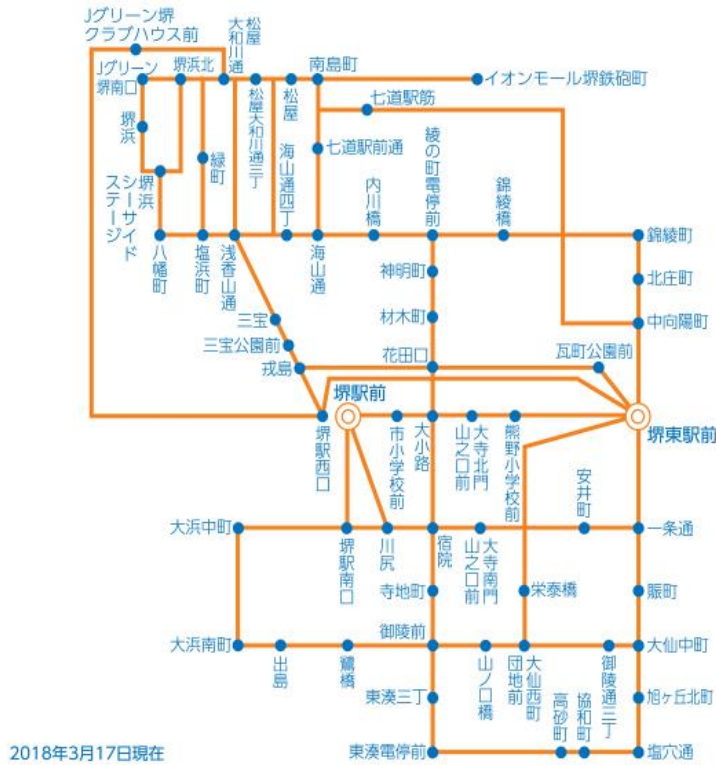 Jグリーン堺
クラブハウス前
松屋
大和川通
Jグリーン
堺南口
堺浜北
南島町
イオンモール堺鉄砲町
松屋大和川通三丁
松屋
七道駅筋
堺浜
緑町
海山通四丁
七道駅前通
綾の町電停前
内川橋
錦綾橋
堺浜
シーサイド
ステージ
錦綾町
八幡町
塩浜町
浅香山通
海山通
神明町
北庄町
三宝
材木町
中向陽町
三宝公園前
花田口
瓦町公園前
戎島
堺駅前
堺東駅前
堺駅西口
市小学校前
大小路
大寺北門
山之口前
熊野小学校前
安井町
大浜中町
一条通
堺駅南口
川尻
宿院
大寺南門
山之口前
寺地町
栄泰橋
賑町
御陵前
大浜南町
大仙中町
出島
鷺橋
山ノ口橋
大仙西町
団地前
御陵通三丁
東湊三丁
高砂町
協和町
旭ヶ丘北町
東湊電停前
塩穴通
2018年3月17日現在